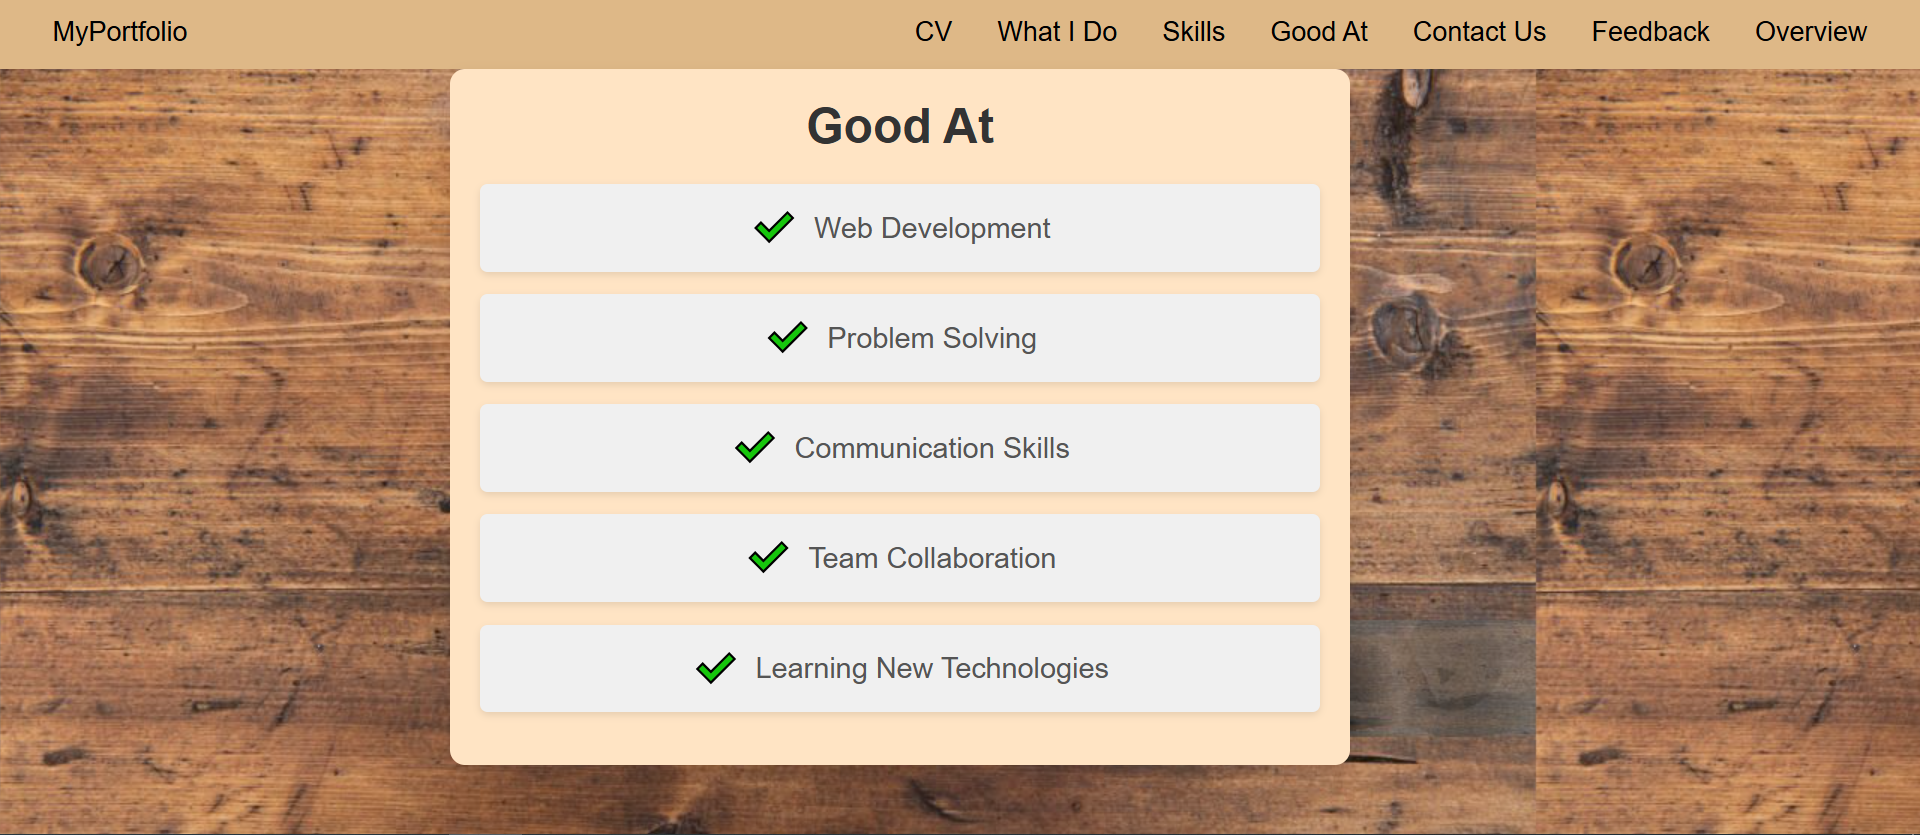 MyPortfolio CV What I Do Skills Good At Contact Us Feedback Overview
Good At
Web Development
Problem Solving
Communication Skills
Team Collaboration
Learning New Technologies